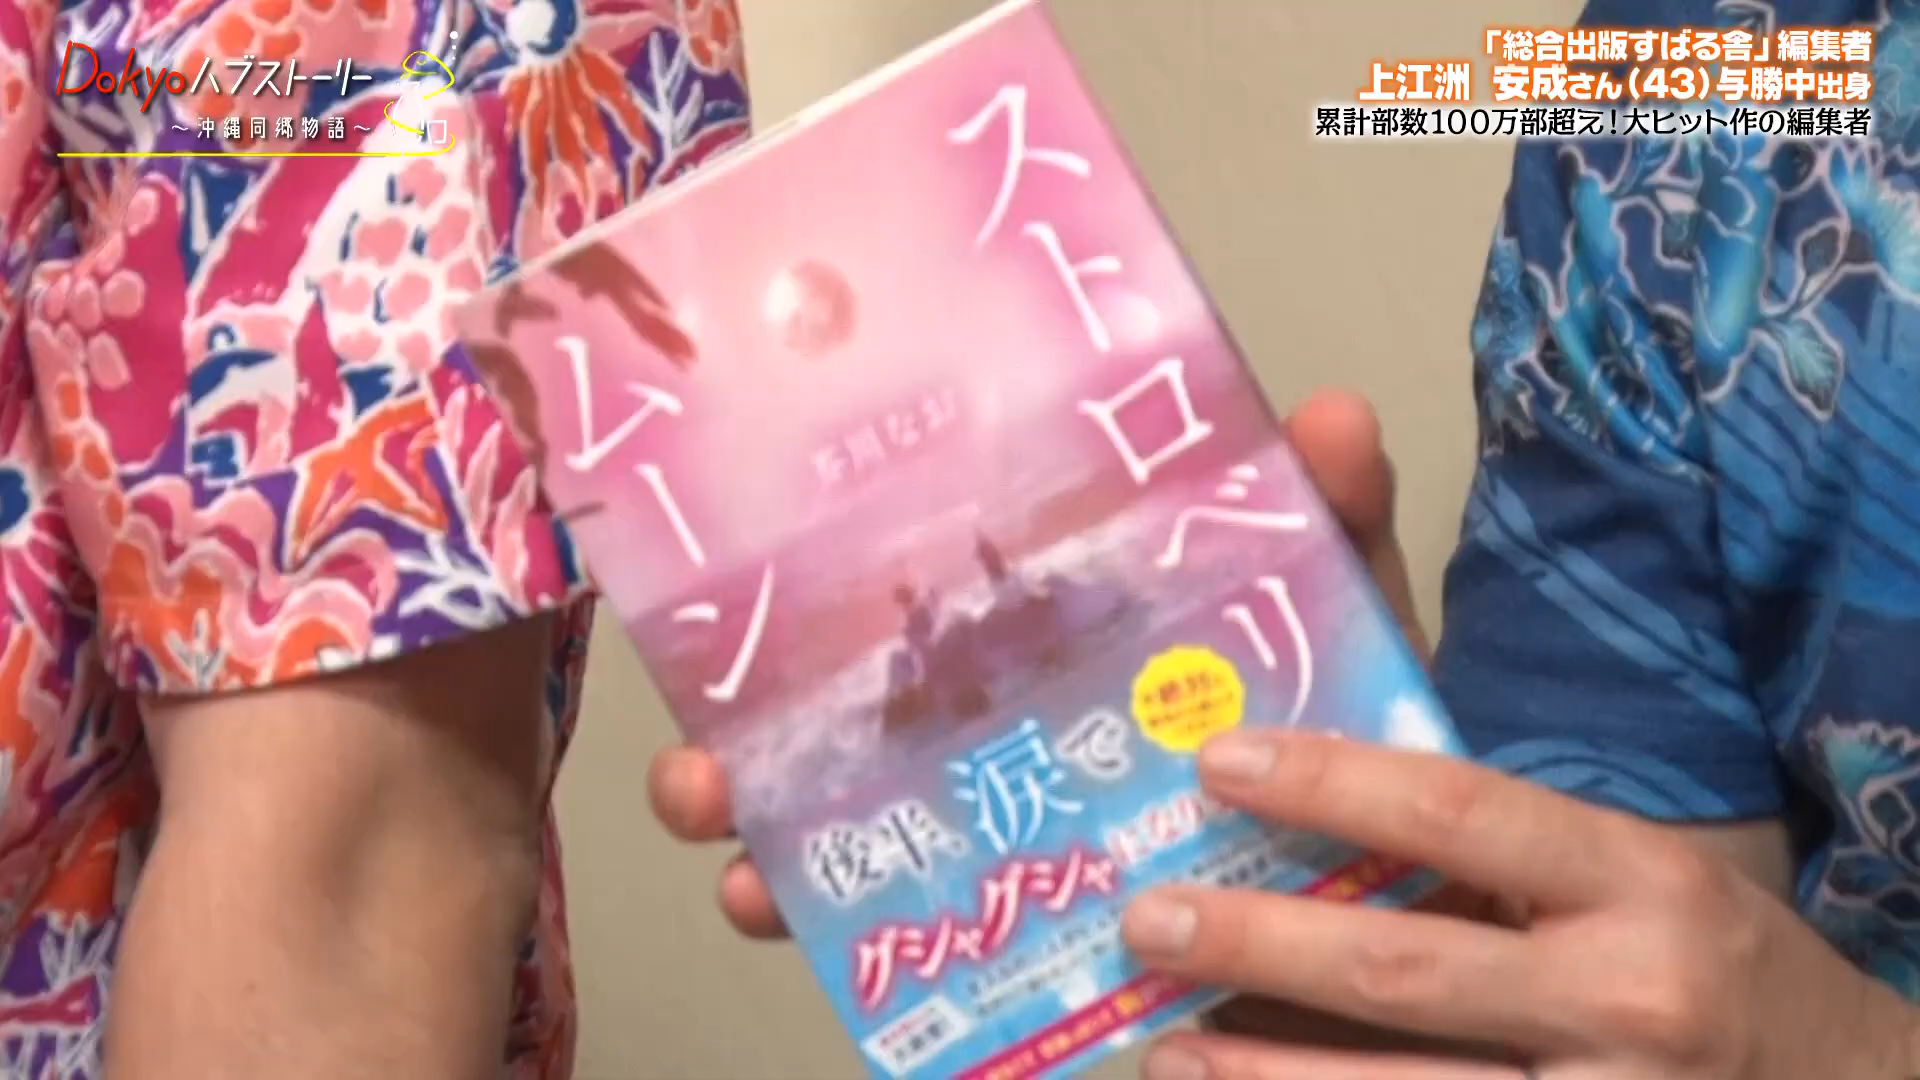 Dokyoハブストーリー
～沖縄同郷物語～
「総合出版すばる舎」編集者
上江洲 安成さん（43）与勝中出身
累計部数100万部超え！大ヒット作の編集者
ストロベリー
ムーン
後半、涙で
グシャグシャになり